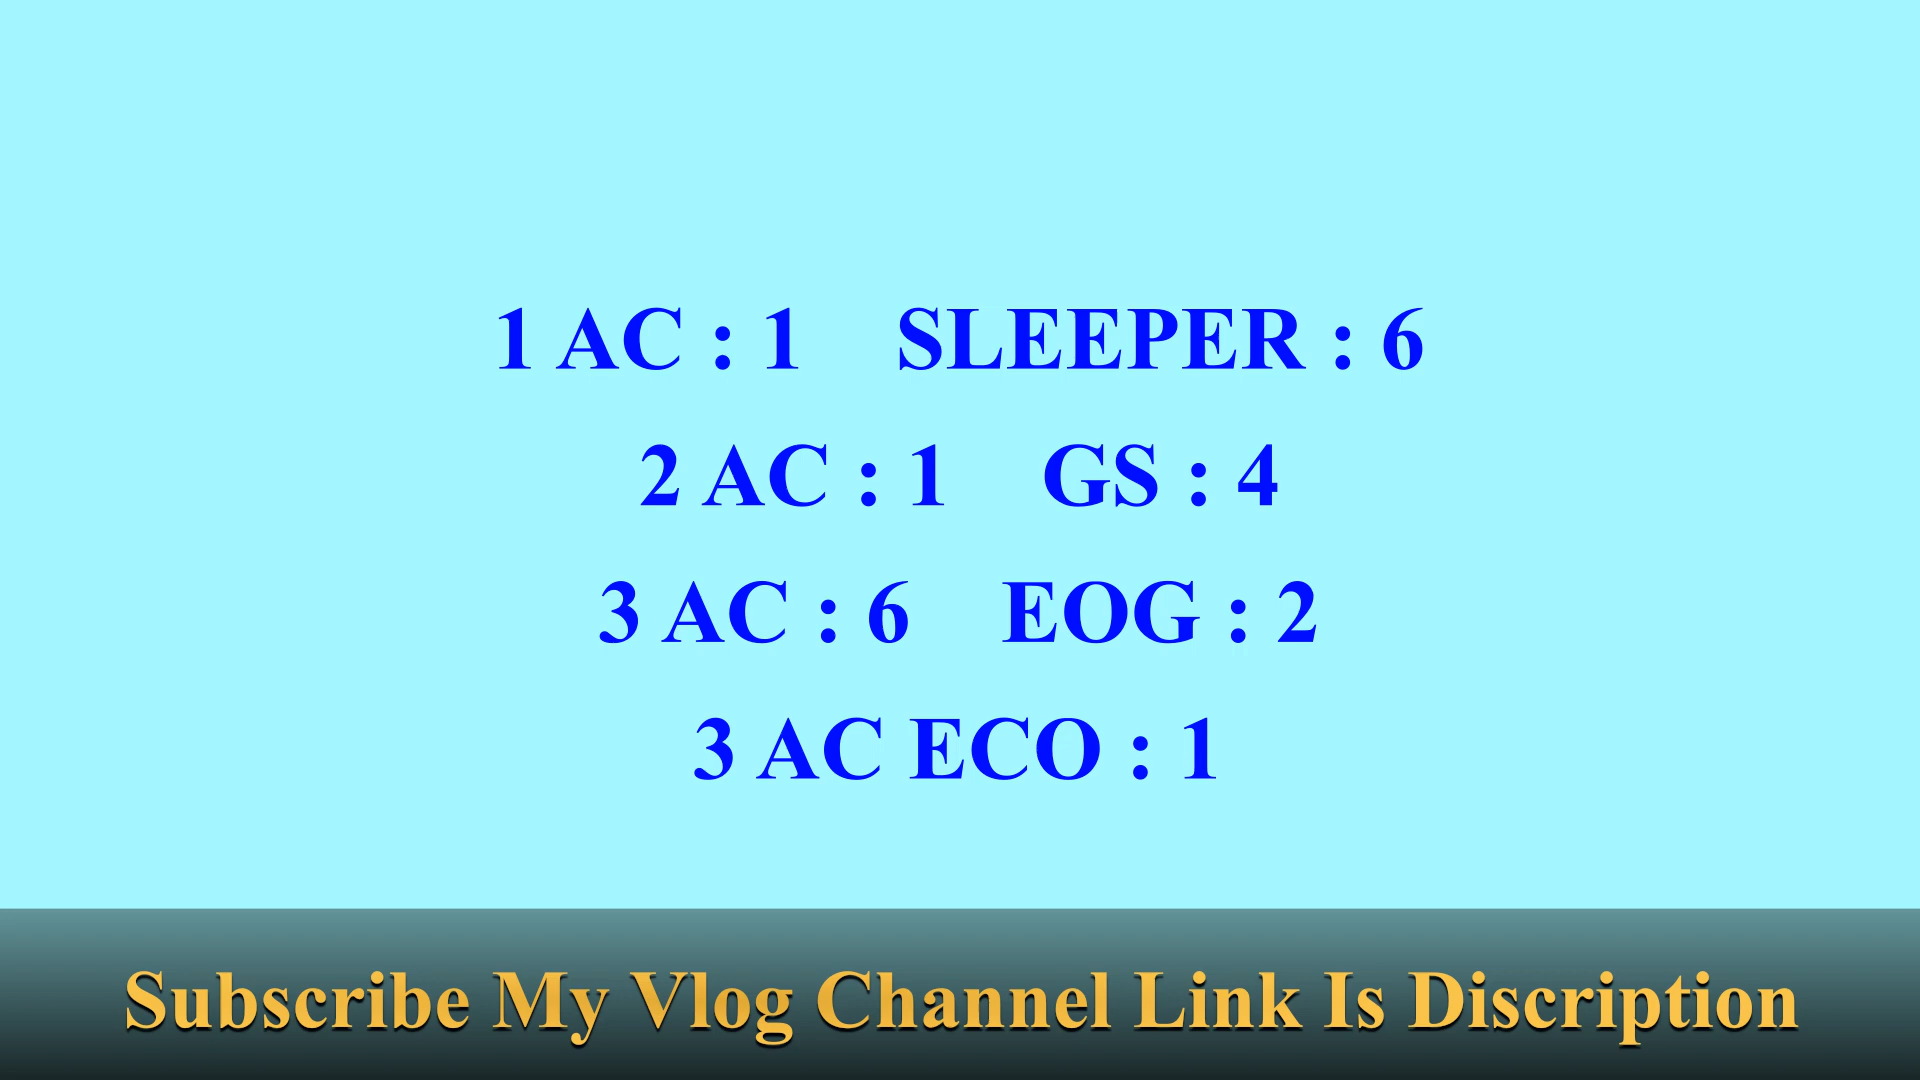 1 AC : 1 SLEEPER : 6
2 AC : 1 GS : 4
3 AC : 6 EOG : 2
3 AC ECO : 1
Subscribe My Vlog Channel Link Is Discription